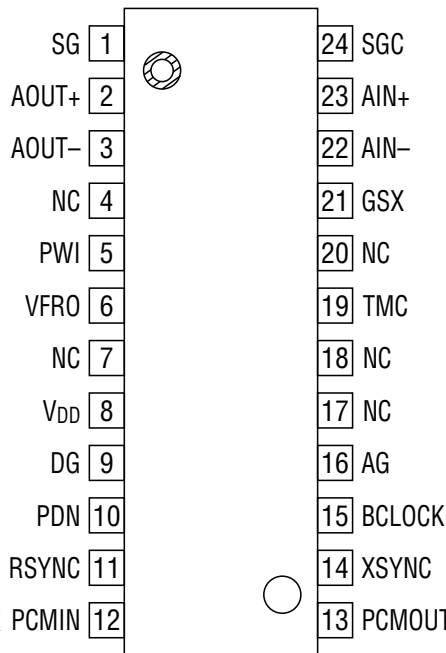 SG 1 24 SGC
AOUT+ 2 23 AIN+
AOUT– 3 22 AIN–
NC 4 21 GSX
PWI 5 20 NC
VFRO 6 19 TMC
NC 7 18 NC
VDD 8 17 NC
DG 9 16 AG
PDN 10 15 BCLOCK
RSYNC 11 14 XSYNC
PCMIN 12 13 PCMOUT